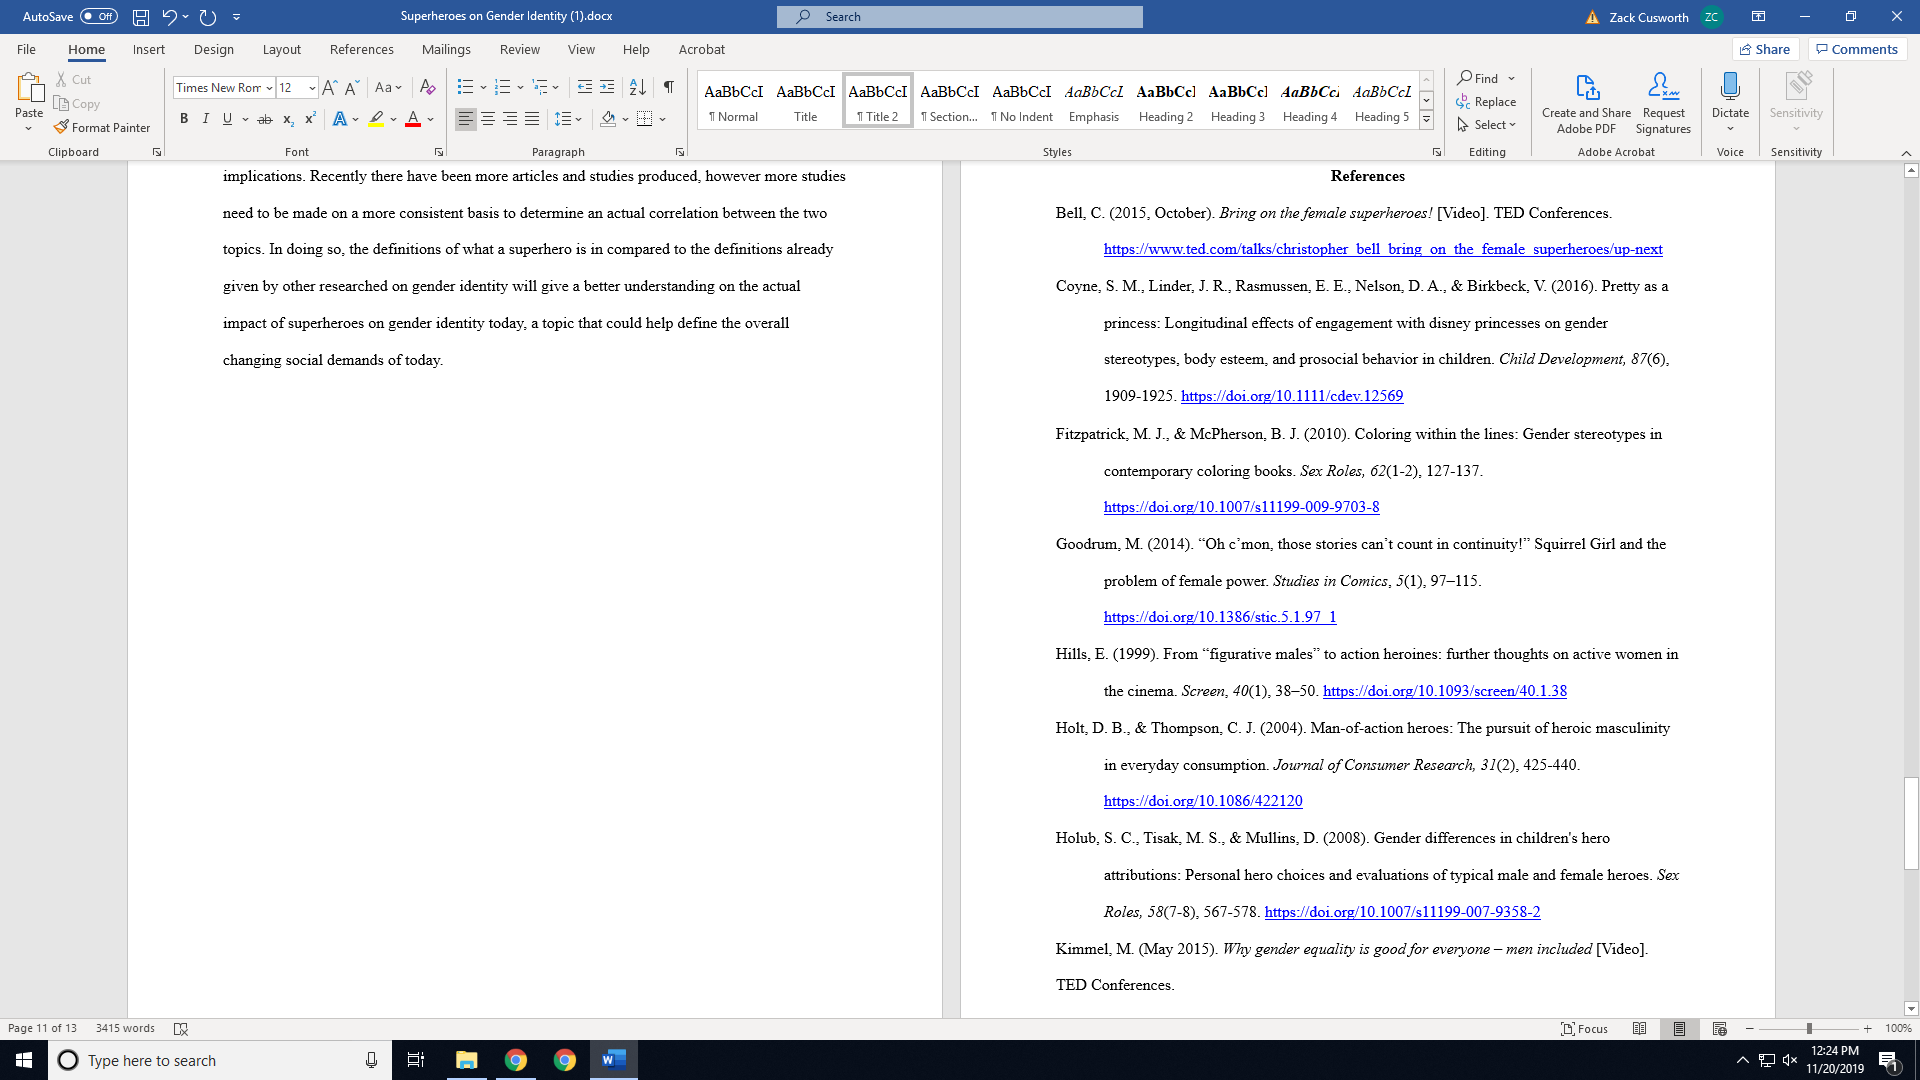 AutoSave Off Superheroes on Gender Identity (1).docx Search Zack Cusworth ZC
File Home Insert Design Layout References Mailings Review View Help Acrobat Share Comments
Paste
Cut
Copy
Format Painter
Clipboard
Times New Rom 12
Font
Paragraph
AaBbCcI AaBbCcI AaBbCcI AaBbCcI AaBbCcI AaBbCcL AaBbCcI AaBbCcI AaBbCcI AaBbCcL
¶ Normal Title ¶ Title 2 ¶ Section... ¶ No Indent Emphasis Heading 2 Heading 3 Heading 4 Heading 5
Styles
Find
Replace
Select
Editing
Create and Share
Adobe PDF
Request
Signatures
Adobe Acrobat
Dictate
Voice
Sensitivity
Sensitivity
implications. Recently there have been more articles and studies produced, however more studies
need to be made on a more consistent basis to determine an actual correlation between the two
topics. In doing so, the definitions of what a superhero is in compared to the definitions already
given by other researched on gender identity will give a better understanding on the actual
impact of superheroes on gender identity today, a topic that could help define the overall
changing social demands of today.
References
Bell, C. (2015, October). Bring on the female superheroes! [Video]. TED Conferences.
https://www.ted.com/talks/christopher_bell_bring_on_the_female_superheroes/up-next
Coyne, S. M., Linder, J. R., Rasmussen, E. E., Nelson, D. A., & Birkbeck, V. (2016). Pretty as a
princess: Longitudinal effects of engagement with disney princesses on gender
stereotypes, body esteem, and prosocial behavior in children. Child Development, 87(6),
1909-1925. https://doi.org/10.1111/cdev.12569
Fitzpatrick, M. J., & McPherson, B. J. (2010). Coloring within the lines: Gender stereotypes in
contemporary coloring books. Sex Roles, 62(1-2), 127-137.
https://doi.org/10.1007/s11199-009-9703-8
Goodrum, M. (2014). “Oh c’mon, those stories can’t count in continuity!” Squirrel Girl and the
problem of female power. Studies in Comics, 5(1), 97–115.
https://doi.org/10.1386/stic.5.1.97_1
Hills, E. (1999). From “figurative males” to action heroines: further thoughts on active women in
the cinema. Screen, 40(1), 38–50. https://doi.org/10.1093/screen/40.1.38
Holt, D. B., & Thompson, C. J. (2004). Man-of-action heroes: The pursuit of heroic masculinity
in everyday consumption. Journal of Consumer Research, 31(2), 425-440.
https://doi.org/10.1086/422120
Holub, S. C., Tisak, M. S., & Mullins, D. (2008). Gender differences in children's hero
attributions: Personal hero choices and evaluations of typical male and female heroes. Sex
Roles, 58(7-8), 567-578. https://doi.org/10.1007/s11199-007-9358-2
Kimmel, M. (May 2015). Why gender equality is good for everyone – men included [Video].
TED Conferences.
Page 11 of 13 3415 words Focus 100%
Type here to search 12:24 PM
11/20/2019 1